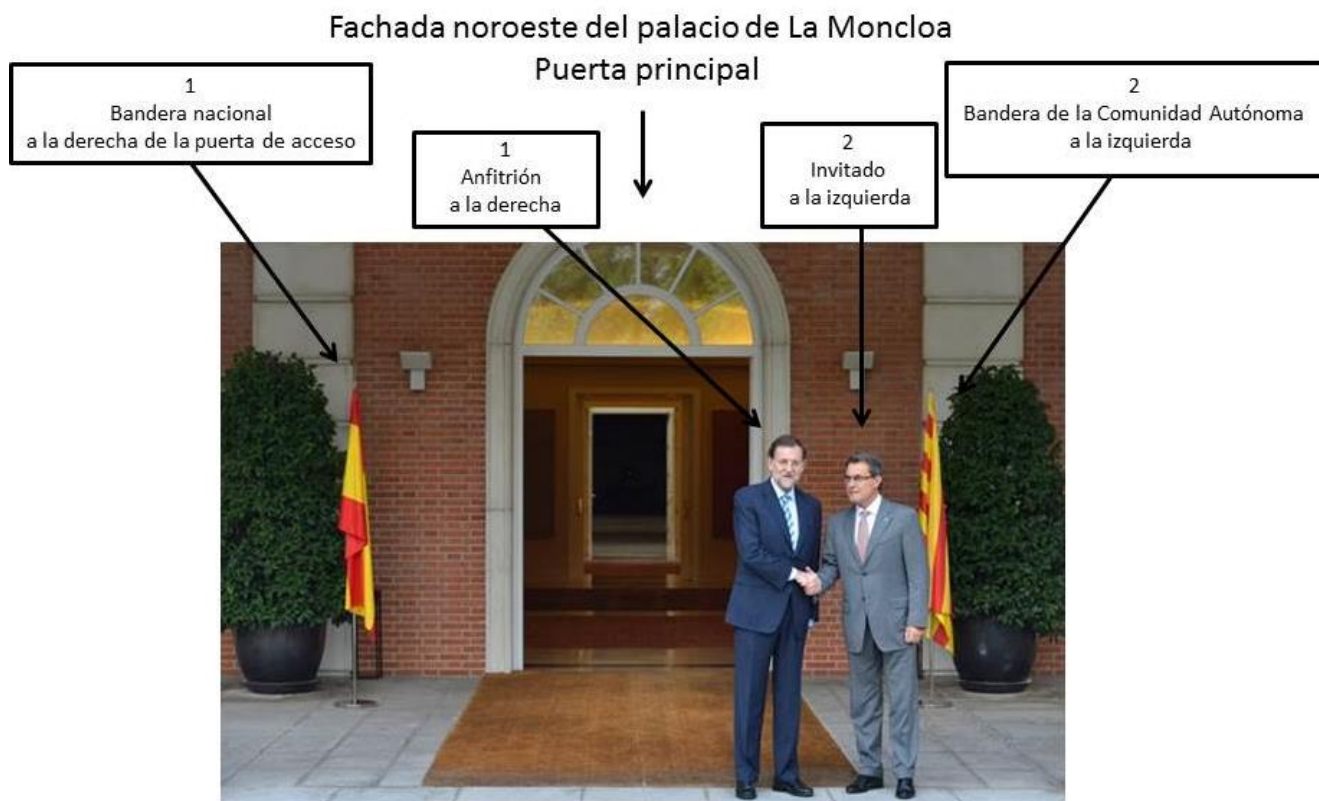 Fachada noroeste del palacio de La Moncloa
Puerta principal
1
Bandera nacional
a la derecha de la puerta de acceso
1
Anfitrión
a la derecha
2
Invitado
a la izquierda
2
Bandera de la Comunidad Autónoma
a la izquierda